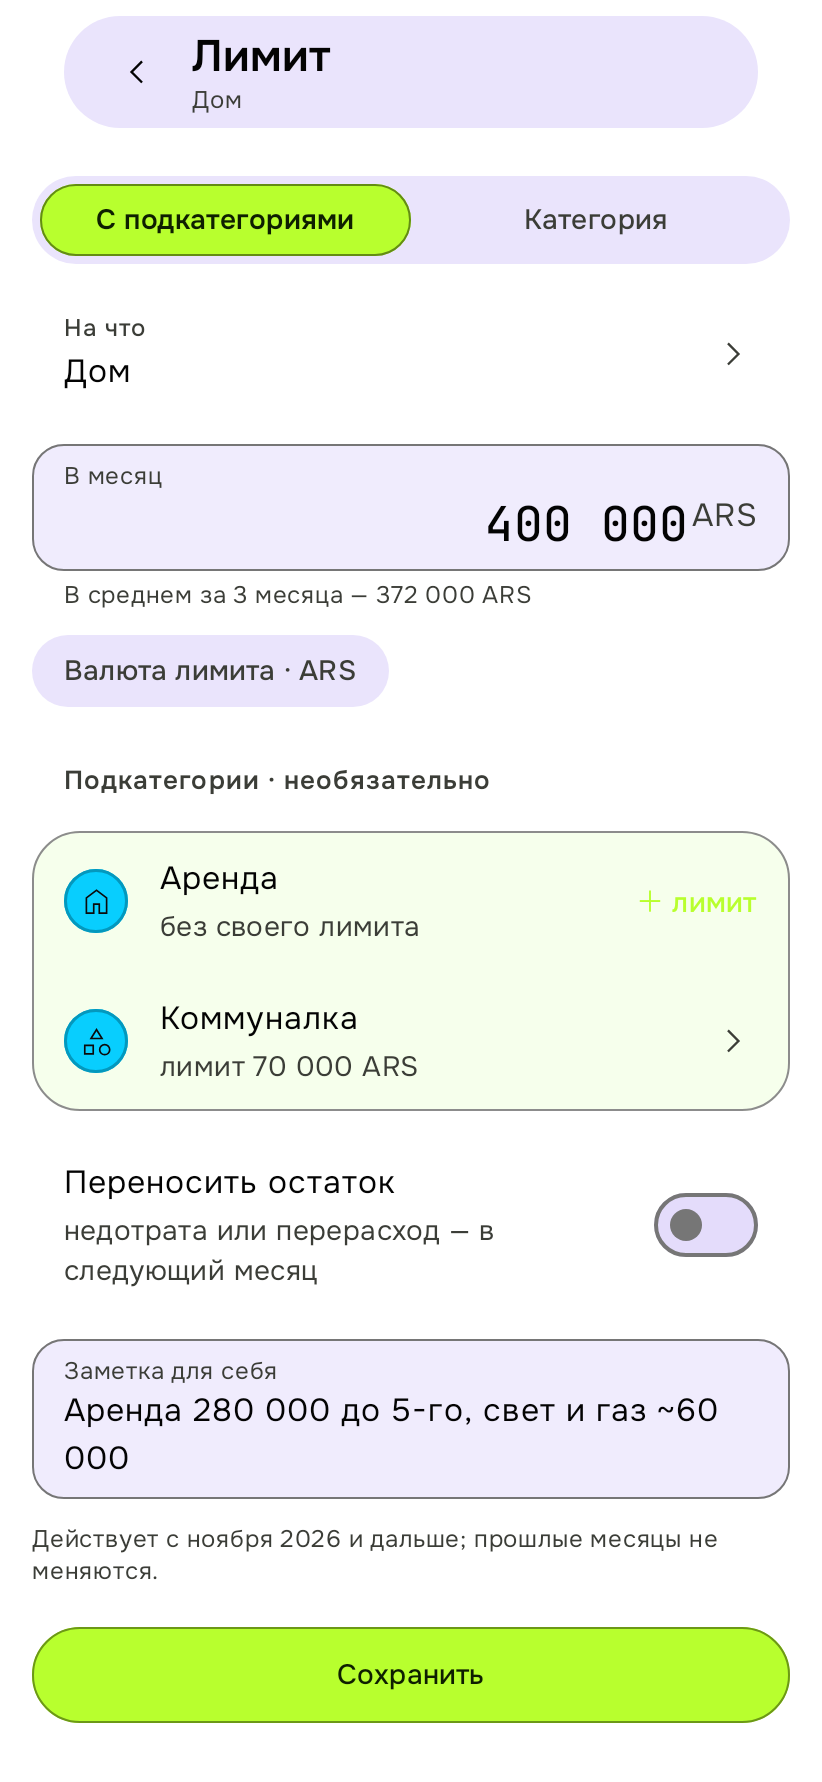 Лимит
Дом
С подкатегориями
Категория
На что
Дом
В месяц
400 000 ARS
В среднем за 3 месяца — 372 000 ARS
Валюта лимита · ARS
Подкатегории · необязательно
Аренда
без своего лимита
+ лимит
Коммуналка
лимит 70 000 ARS
Переносить остаток
недотрата или перерасход — в
следующий месяц
Заметка для себя
Аренда 280 000 до 5-го, свет и газ ~60
000
Действует с ноября 2026 и дальше; прошлые месяцы не
меняются.
Сохранить